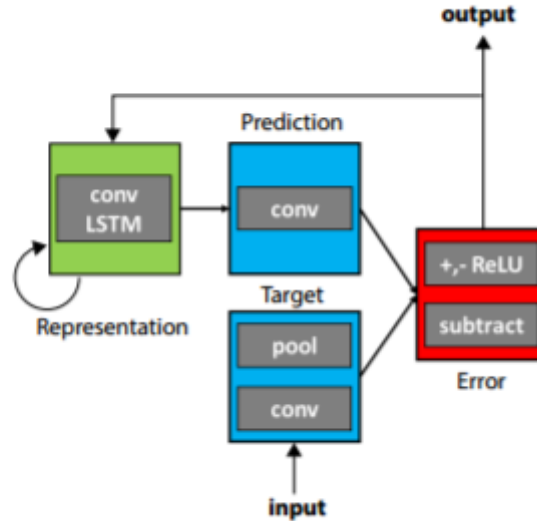 output
Prediction
conv
LSTM
conv
+,- ReLU
Representation
Target
pool
subtract
conv
Error
input